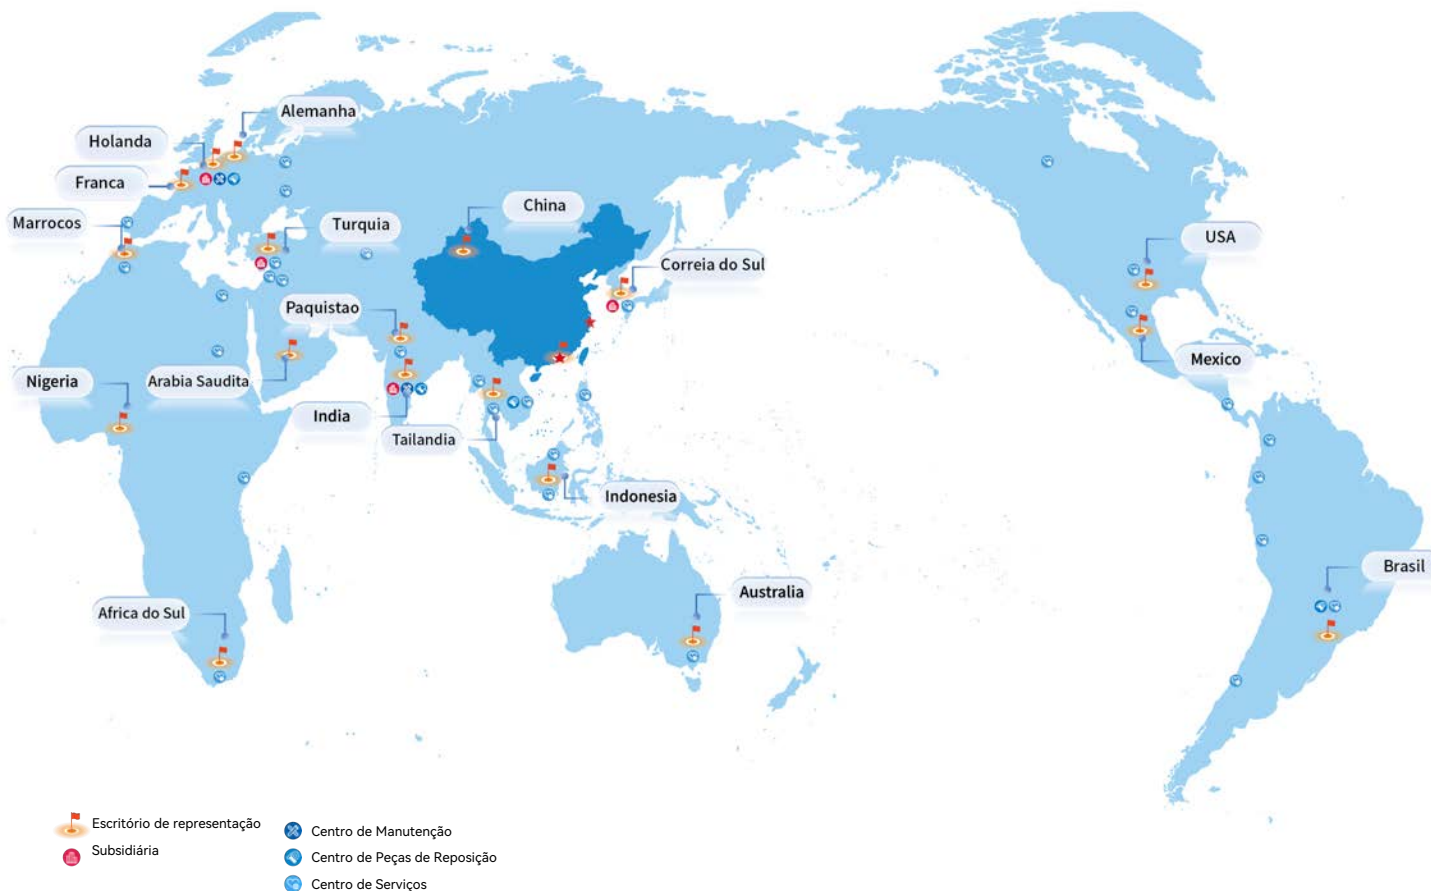 Alemanha
Holanda
Franca
Marrocos
Turquia
China
Correia do Sul
USA
Paquistao
Mexico
Nigeria
Arabia Saudita
India
Tailandia
Indonesia
Brasil
Australia
Africa do Sul
Escritório de representação
Subsidiária
Centro de Manutenção
Centro de Peças de Reposição
Centro de Serviços